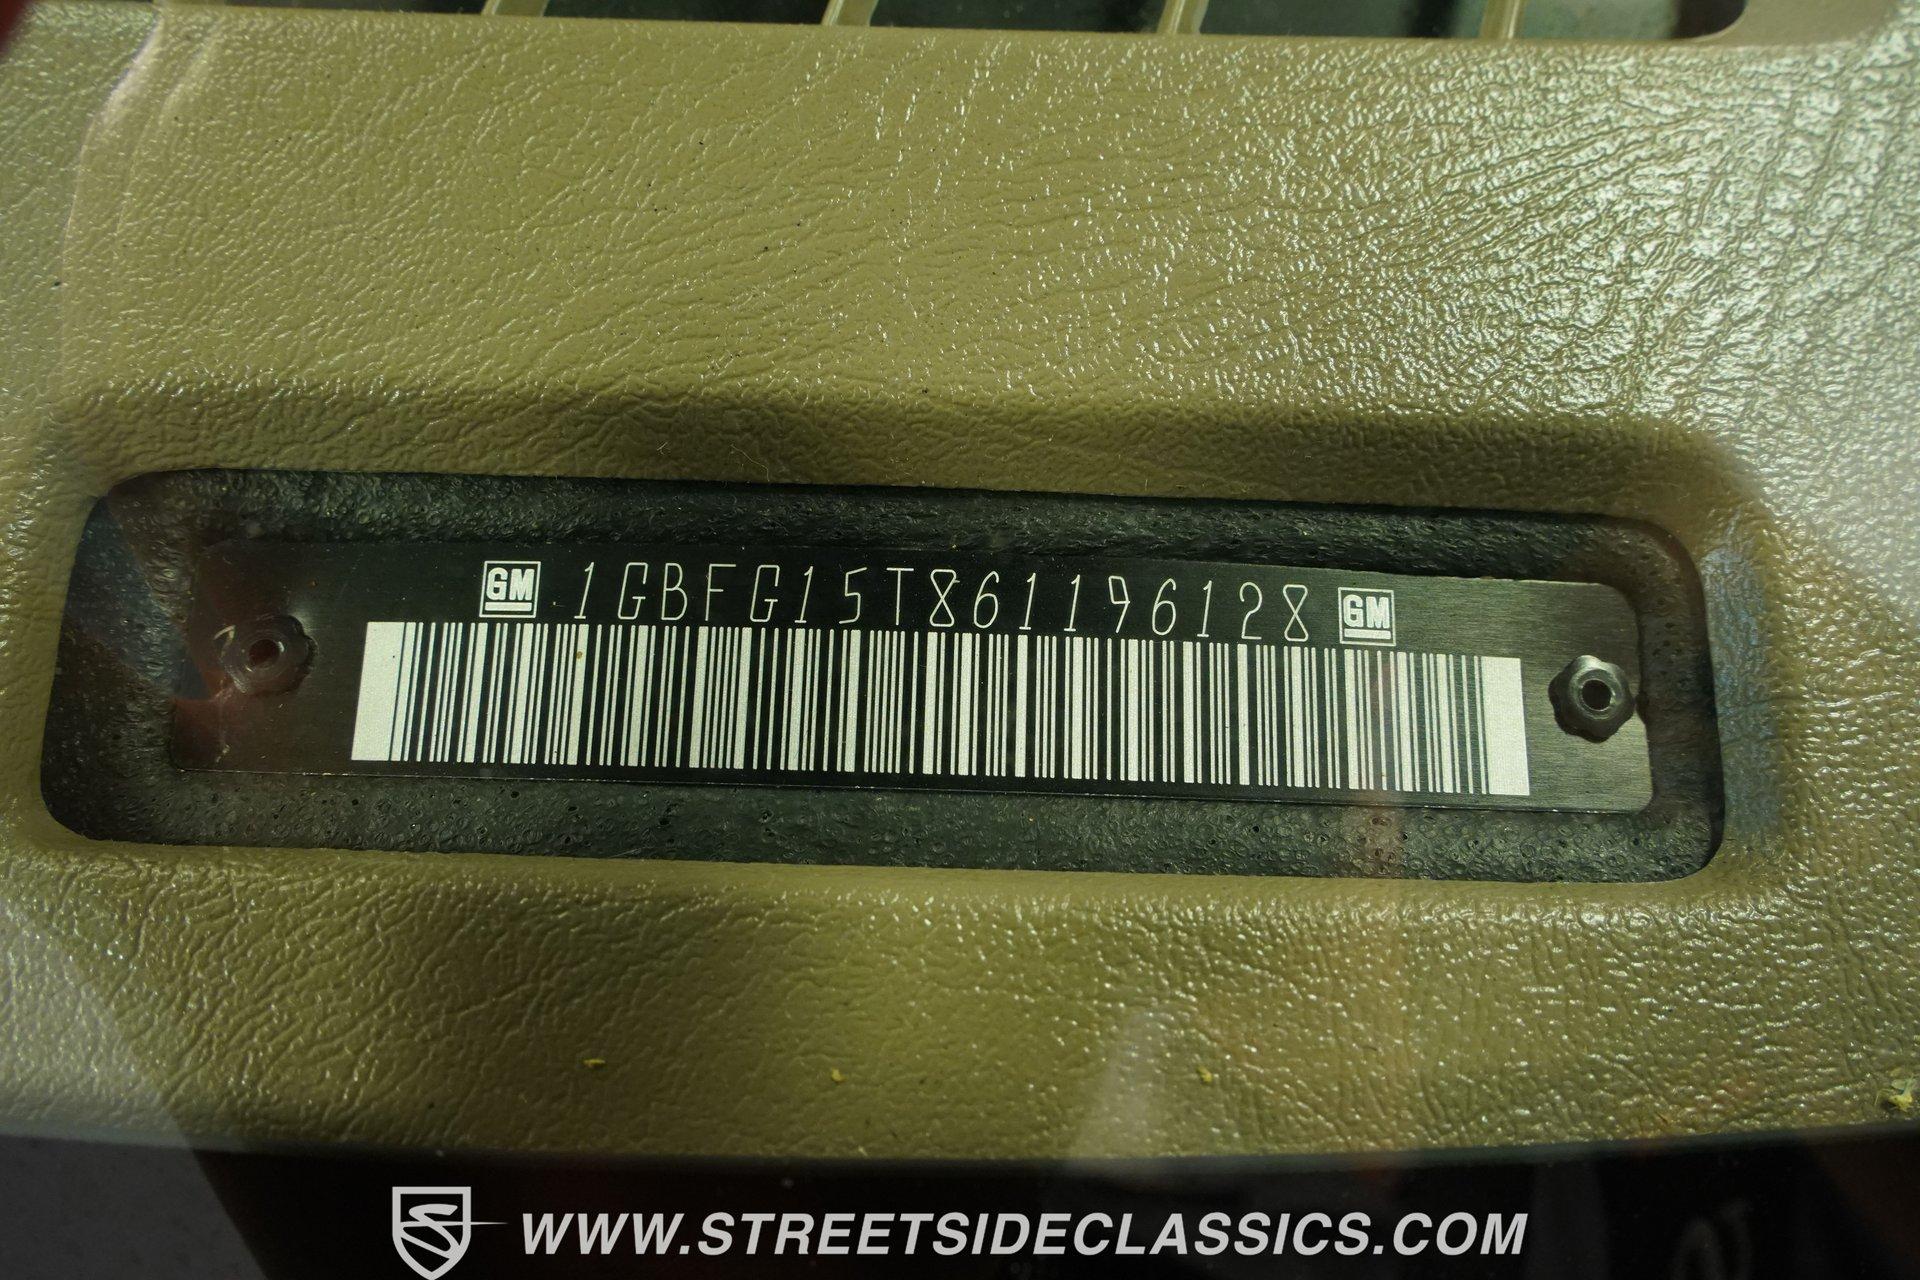 GM 1GBFG15T861196128 GM
WWW.STREETSIDECLASSICS.COM